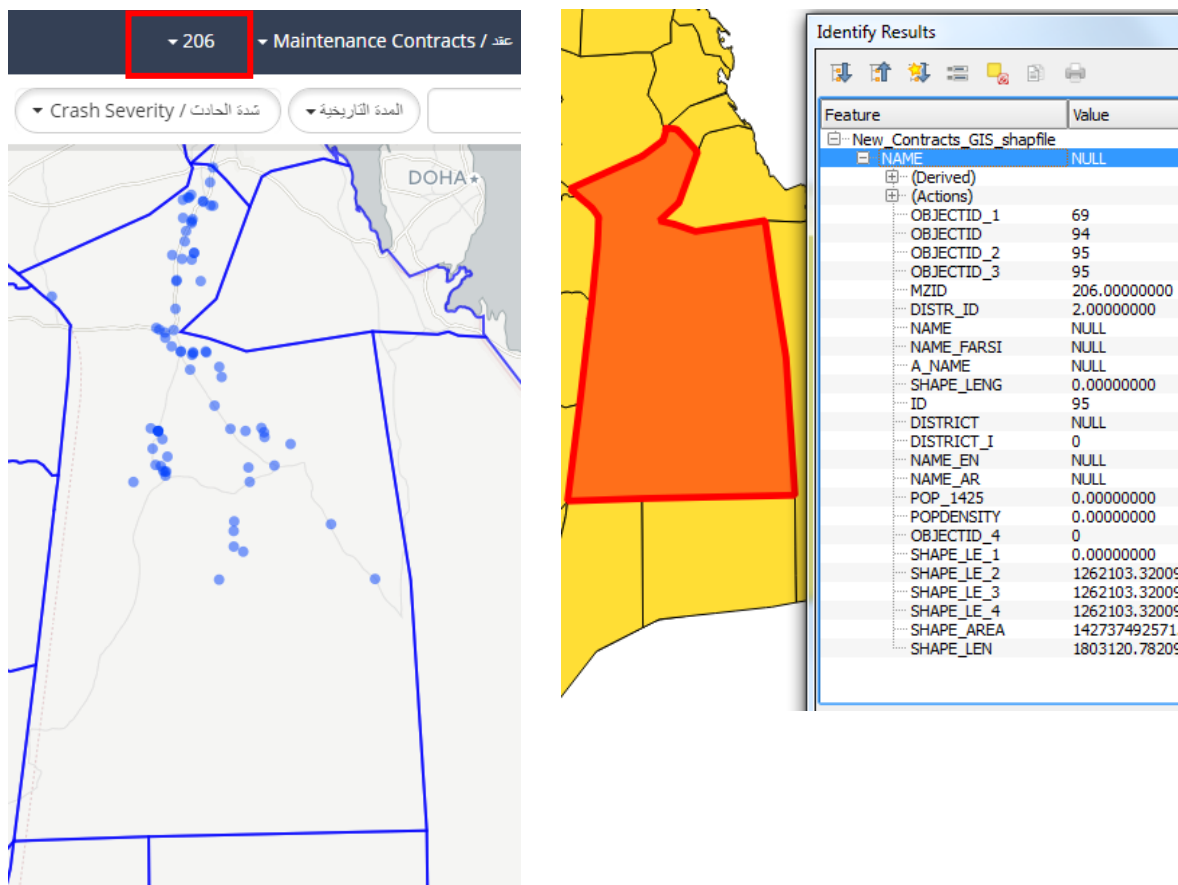 206
Maintenance Contracts / عقد
Crash Severity / شدة الحادث
المدة التاريخية
DOHA
Identify Results
Feature Value
New_Contracts_GIS_shapfile
NAME NULL
(Derived)
(Actions)
OBJECTID_1 69
OBJECTID 94
OBJECTID_2 95
OBJECTID_3 95
MZID 206.00000000
DISTR_ID 2.00000000
NAME NULL
NAME_FARSI NULL
A_NAME NULL
SHAPE_LENG 0.00000000
ID 95
DISTRICT NULL
DISTRICT_I 0
NAME_EN NULL
NAME_AR NULL
POP_1425 0.00000000
POPDENSITY 0.00000000
OBJECTID_4 0
SHAPE_LE_1 0.00000000
SHAPE_LE_2 1262103.32009
SHAPE_LE_3 1262103.32009
SHAPE_LE_4 1262103.32009
SHAPE_AREA 142737492571.
SHAPE_LEN 1803120.78209